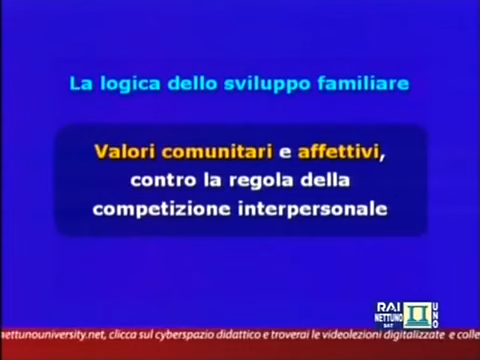 La logica dello sviluppo familiare
Valori comunitari e affettivi,
contro la regola della
competizione interpersonale
RAI
NETTUNO
SAT
UNO
nettunouniversity.net, clicca sul cyberspazio didattico e troverai le videolezioni digitalizzate e colle